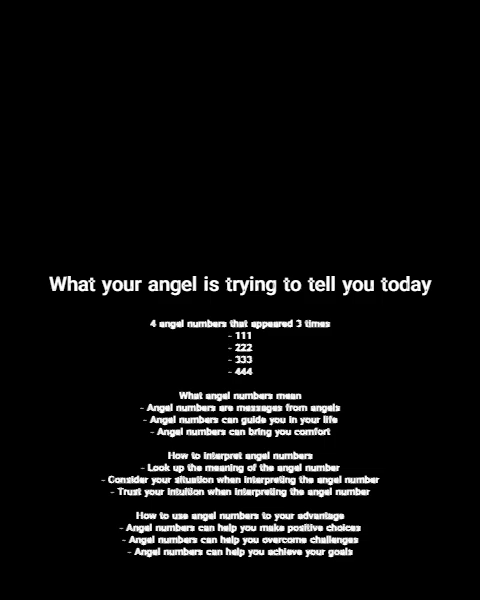 What your angel is trying to tell you today
4 angel numbers that appeared 3 times
- 111
- 222
- 333
- 444
What angel numbers mean
- Angel numbers are messages from angels
- Angel numbers can guide you in your life
- Angel numbers can bring you comfort
How to interpret angel numbers
- Look up the meaning of the angel number
- Consider your situation when interpreting the angel number
- Trust your intuition when interpreting the angel number
How to use angel numbers to your advantage
- Angel numbers can help you make positive choices
- Angel numbers can help you overcome challenges
- Angel numbers can help you achieve your goals